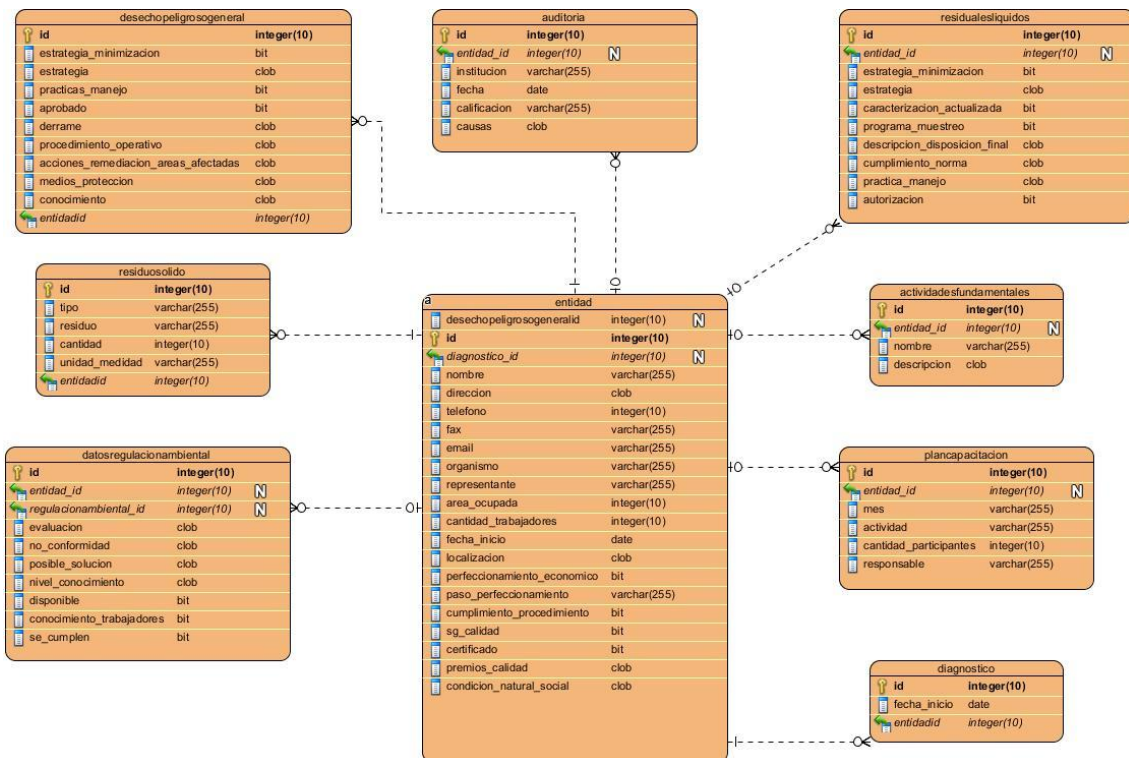 desechopeligrosogeneral
id integer(10)
estrategia_minimizacion bit
estrategia clob
practicas_manejo bit
aprobado bit
derrame clob
procedimiento_operativo clob
acciones_remediacion_areas_afectadas clob
medios_proteccion clob
conocimiento clob
entidadid integer(10)
auditoria
id integer(10)
entidad_id integer(10) N
institucion varchar(255)
fecha date
calificacion varchar(255)
causas clob
residualesliquidos
id integer(10)
entidad_id integer(10) N
estrategia_minimizacion bit
estrategia clob
caracterizacion_actualizada bit
programa_muestreo bit
descripcion_disposicion_final clob
cumplimiento_norma clob
practica_manejo clob
autorizacion bit
residuosolido
id integer(10)
tipo varchar(255)
residuo varchar(255)
cantidad integer(10)
unidad_medidad varchar(255)
entidadid integer(10)
a
entidad
desechopeligrosogeneralid integer(10) N
id integer(10)
diagnostico_id integer(10) N
nombre varchar(255)
direccion clob
telefono integer(10)
fax varchar(255)
email varchar(255)
organismo varchar(255)
representante varchar(255)
area_ocupada integer(10)
cantidad_trabajadores integer(10)
fecha_inicio date
localizacion clob
perfeccionamiento_economico bit
paso_perfeccionamiento varchar(255)
cumplimiento_procedimiento bit
sg_calidad bit
certificado bit
premios_calidad clob
condicion_natural_social clob
actividadesfundamentales
id integer(10)
entidad_id integer(10) N
nombre varchar(255)
descripcion clob
datosregulacionambiental
id integer(10)
entidad_id integer(10) N
regulacionambiental_id integer(10) N
evaluacion clob
no_conformidad clob
posible_solucion clob
nivel_conocimiento clob
disponible bit
conocimiento_trabajadores bit
se_cumplen bit
plancapacitacion
id integer(10)
entidad_id integer(10) N
mes varchar(255)
actividad varchar(255)
cantidad_participantes integer(10)
responsable varchar(255)
diagnostico
id integer(10)
fecha_inicio date
entidadid integer(10)